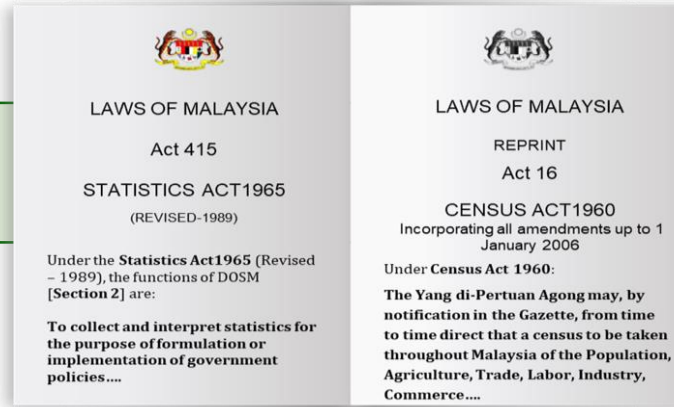 LAWS OF MALAYSIA
Act 415
STATISTICS ACT1965
(REVISED-1989)
Under the Statistics Act1965 (Revised
– 1989), the functions of DOSM
[Section 2] are:
To collect and interpret statistics for
the purpose of formulation or
implementation of government
policies....
LAWS OF MALAYSIA
REPRINT
Act 16
CENSUS ACT1960
Incorporating all amendments up to 1
January 2006
Under Census Act 1960:
The Yang di-Pertuan Agong may, by
notification in the Gazette, from time
to time direct that a census to be taken
throughout Malaysia of the Population,
Agriculture, Trade, Labor, Industry,
Commerce....